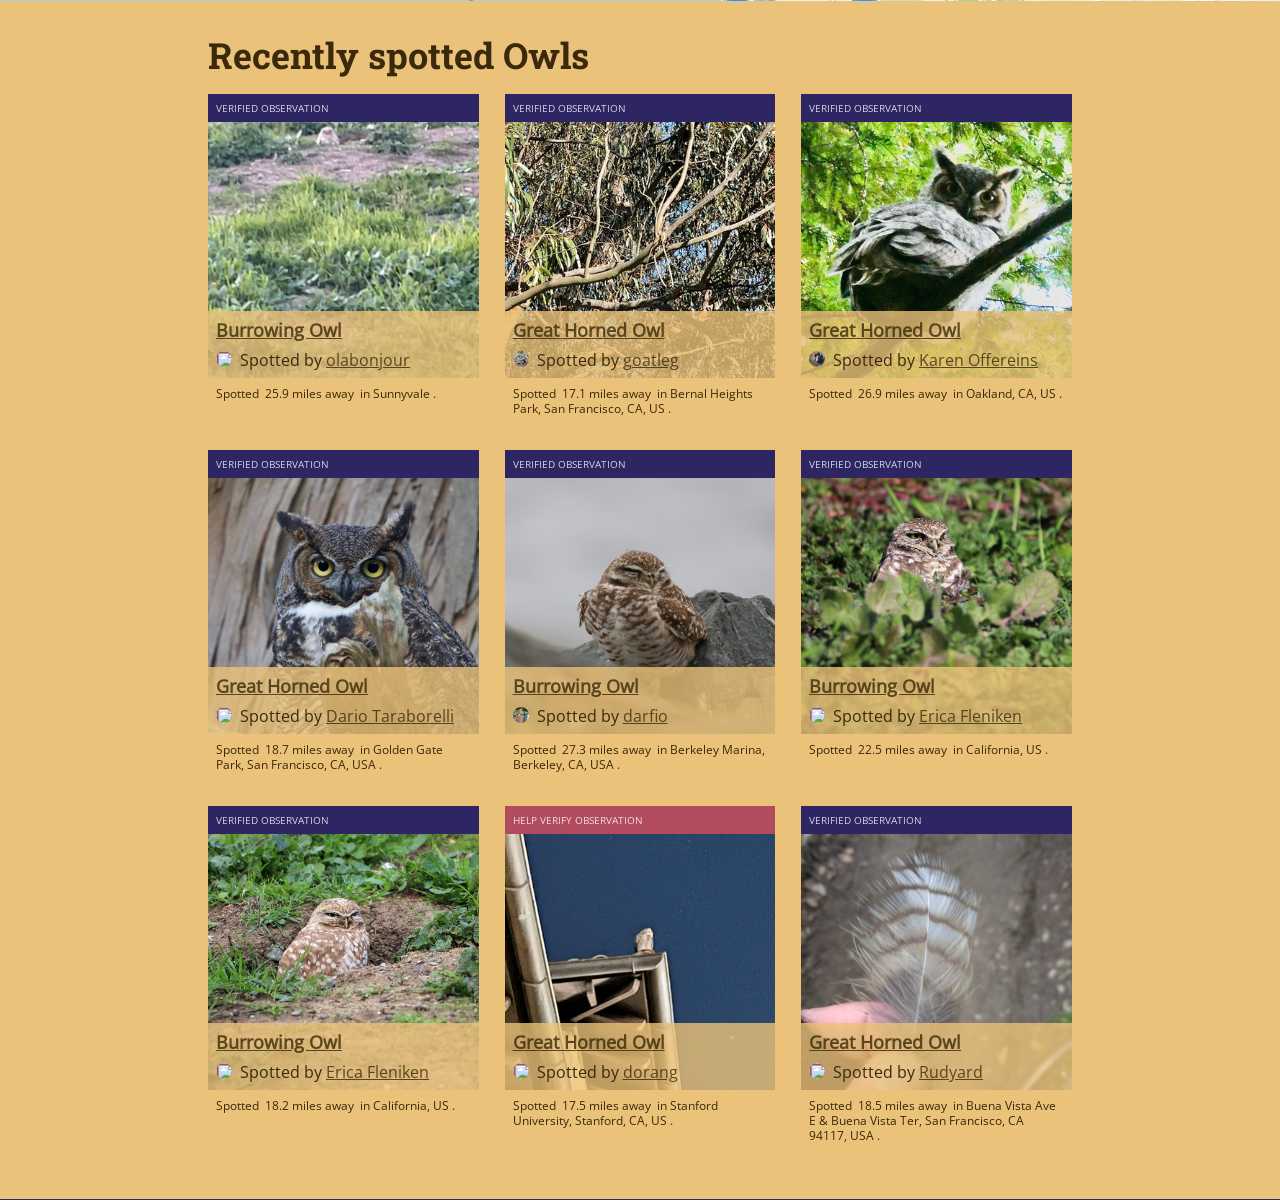 Recently spotted Owls
VERIFIED OBSERVATION
Burrowing Owl
Spotted by olabonjour
Spotted 25.9 miles away in Sunnyvale .
VERIFIED OBSERVATION
Great Horned Owl
Spotted by goatleg
Spotted 17.1 miles away in Bernal Heights
Park, San Francisco, CA, US .
VERIFIED OBSERVATION
Great Horned Owl
Spotted by Karen Offereins
Spotted 26.9 miles away in Oakland, CA, US .
VERIFIED OBSERVATION
Great Horned Owl
Spotted by Dario Taraborelli
Spotted 18.7 miles away in Golden Gate
Park, San Francisco, CA, USA .
VERIFIED OBSERVATION
Burrowing Owl
Spotted by darfio
Spotted 27.3 miles away in Berkeley Marina,
Berkeley, CA, USA .
VERIFIED OBSERVATION
Burrowing Owl
Spotted by Erica Fleniken
Spotted 22.5 miles away in California, US .
VERIFIED OBSERVATION
Burrowing Owl
Spotted by Erica Fleniken
Spotted 18.2 miles away in California, US .
HELP VERIFY OBSERVATION
Great Horned Owl
Spotted by dorang
Spotted 17.5 miles away in Stanford
University, Stanford, CA, US .
VERIFIED OBSERVATION
Great Horned Owl
Spotted by Rudyard
Spotted 18.5 miles away in Buena Vista Ave
E & Buena Vista Ter, San Francisco, CA
94117, USA .